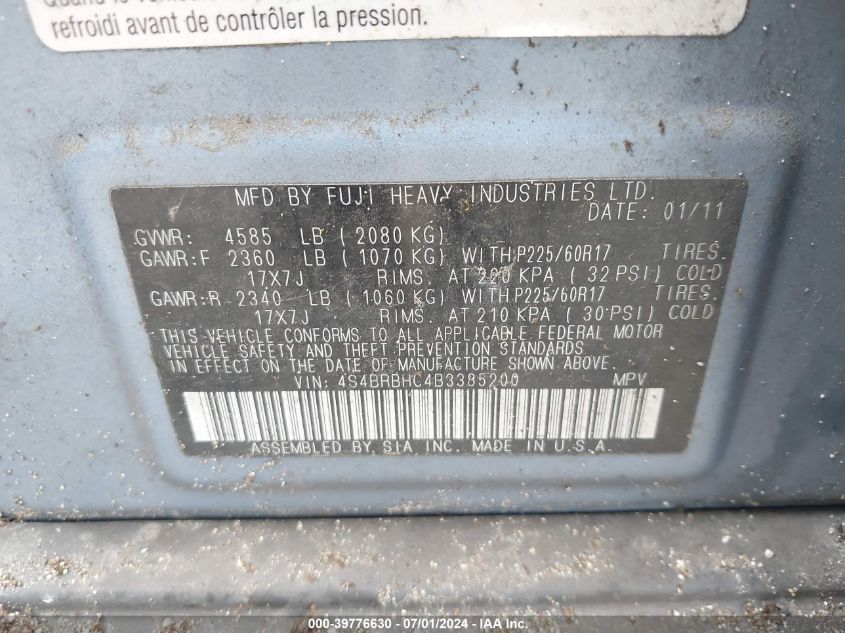 refroidi avant de contrôler la pression.
MFD BY FUJI HEAVY INDUSTRIES LTD.
DATE: 01/11
GVWR: 4585 LB ( 2080 KG)
GAWR:F 2360 LB ( 1070 KG) WITH P225/60R17 TIRES.
17X7J RIMS. AT 220 KPA ( 32 PSI) COLD
GAWR:R 2340 LB ( 1060 KG) WITH P225/60R17 TIRES.
17X7J RIMS. AT 210 KPA ( 30 PSI) COLD
THIS VEHICLE CONFORMS TO ALL APPLICABLE FEDERAL MOTOR
VEHICLE SAFETY AND THEFT PREVENTION STANDARDS
IN EFFECT ON DATE OF MANUFACTURE SHOWN ABOVE.
VIN: 4S4BRBHC4B3385200 MPV
ASSEMBLED BY SIA INC. MADE IN U.S.A.
000-39776630 - 07/01/2024 - IAA Inc.